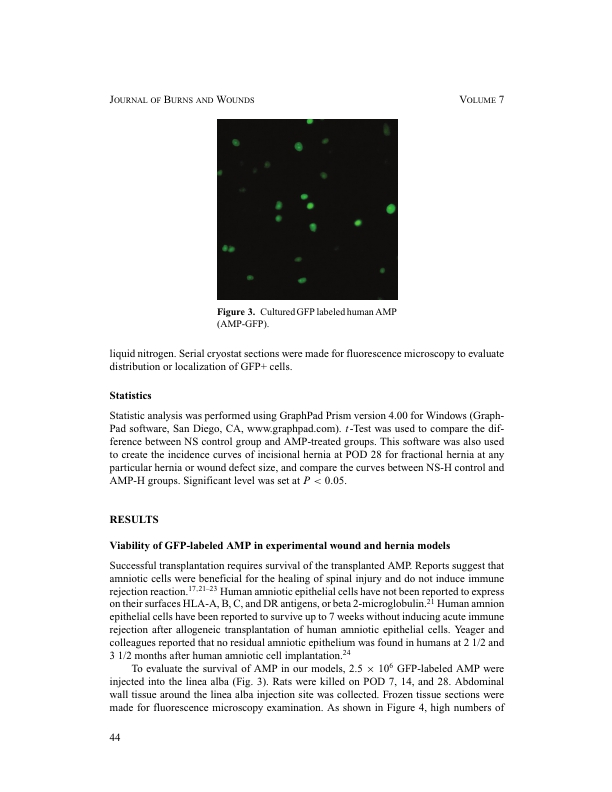 JOURNAL OF BURNS AND WOUNDS VOLUME 7
Figure 3. Cultured GFP labeled human AMP
(AMP-GFP).
liquid nitrogen. Serial cryostat sections were made for fluorescence microscopy to evaluate
distribution or localization of GFP+ cells.
Statistics
Statistic analysis was performed using GraphPad Prism version 4.00 for Windows (Graph-
Pad software, San Diego, CA, www.graphpad.com). t-Test was used to compare the dif-
ference between NS control group and AMP-treated groups. This software was also used
to create the incidence curves of incisional hernia at POD 28 for fractional hernia at any
particular hernia or wound defect size, and compare the curves between NS-H control and
AMP-H groups. Significant level was set at P < 0.05.
RESULTS
Viability of GFP-labeled AMP in experimental wound and hernia models
Successful transplantation requires survival of the transplanted AMP. Reports suggest that
amniotic cells were beneficial for the healing of spinal injury and do not induce immune
rejection reaction.17,21–23 Human amniotic epithelial cells have not been reported to express
on their surfaces HLA-A, B, C, and DR antigens, or beta 2-microglobulin.21 Human amnion
epithelial cells have been reported to survive up to 7 weeks without inducing acute immune
rejection after allogeneic transplantation of human amniotic epithelial cells. Yeager and
colleagues reported that no residual amniotic epithelium was found in humans at 2 1/2 and
3 1/2 months after human amniotic cell implantation.24
To evaluate the survival of AMP in our models, 2.5 × 10⁶ GFP-labeled AMP were
injected into the linea alba (Fig. 3). Rats were killed on POD 7, 14, and 28. Abdominal
wall tissue around the linea alba injection site was collected. Frozen tissue sections were
made for fluorescence microscopy examination. As shown in Figure 4, high numbers of
44